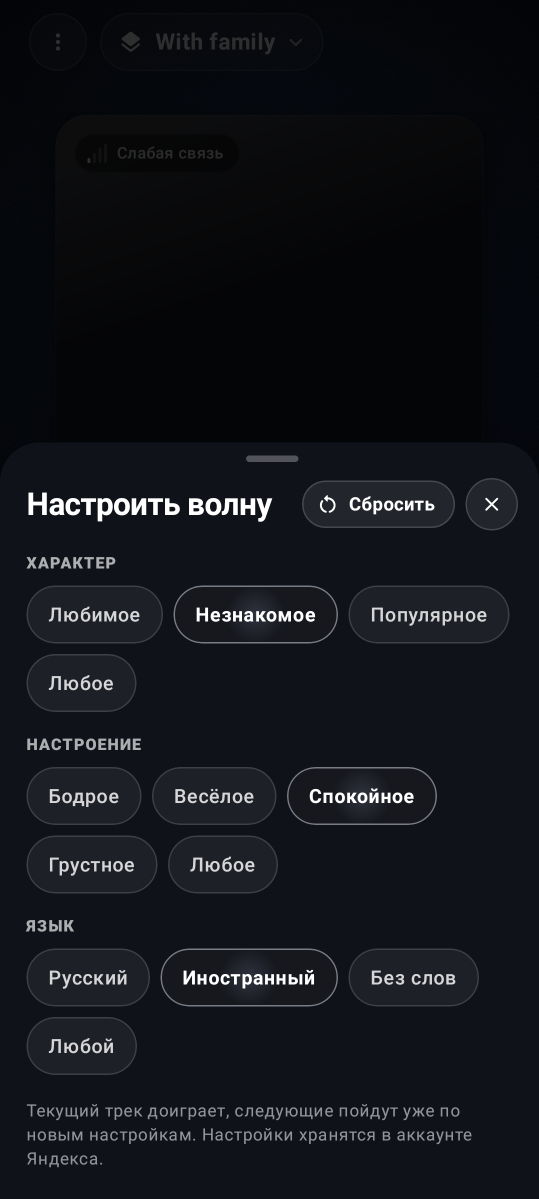 With family
Слабая связь
Настроить волну
Сбросить
ХАРАКТЕР
Любимое
Незнакомое
Популярное
Любое
НАСТРОЕНИЕ
Бодрое
Весёлое
Спокойное
Грустное
Любое
ЯЗЫК
Русский
Иностранный
Без слов
Любой
Текущий трек доиграет, следующие пойдут уже по
новым настройкам. Настройки хранятся в аккаунте
Яндекса.